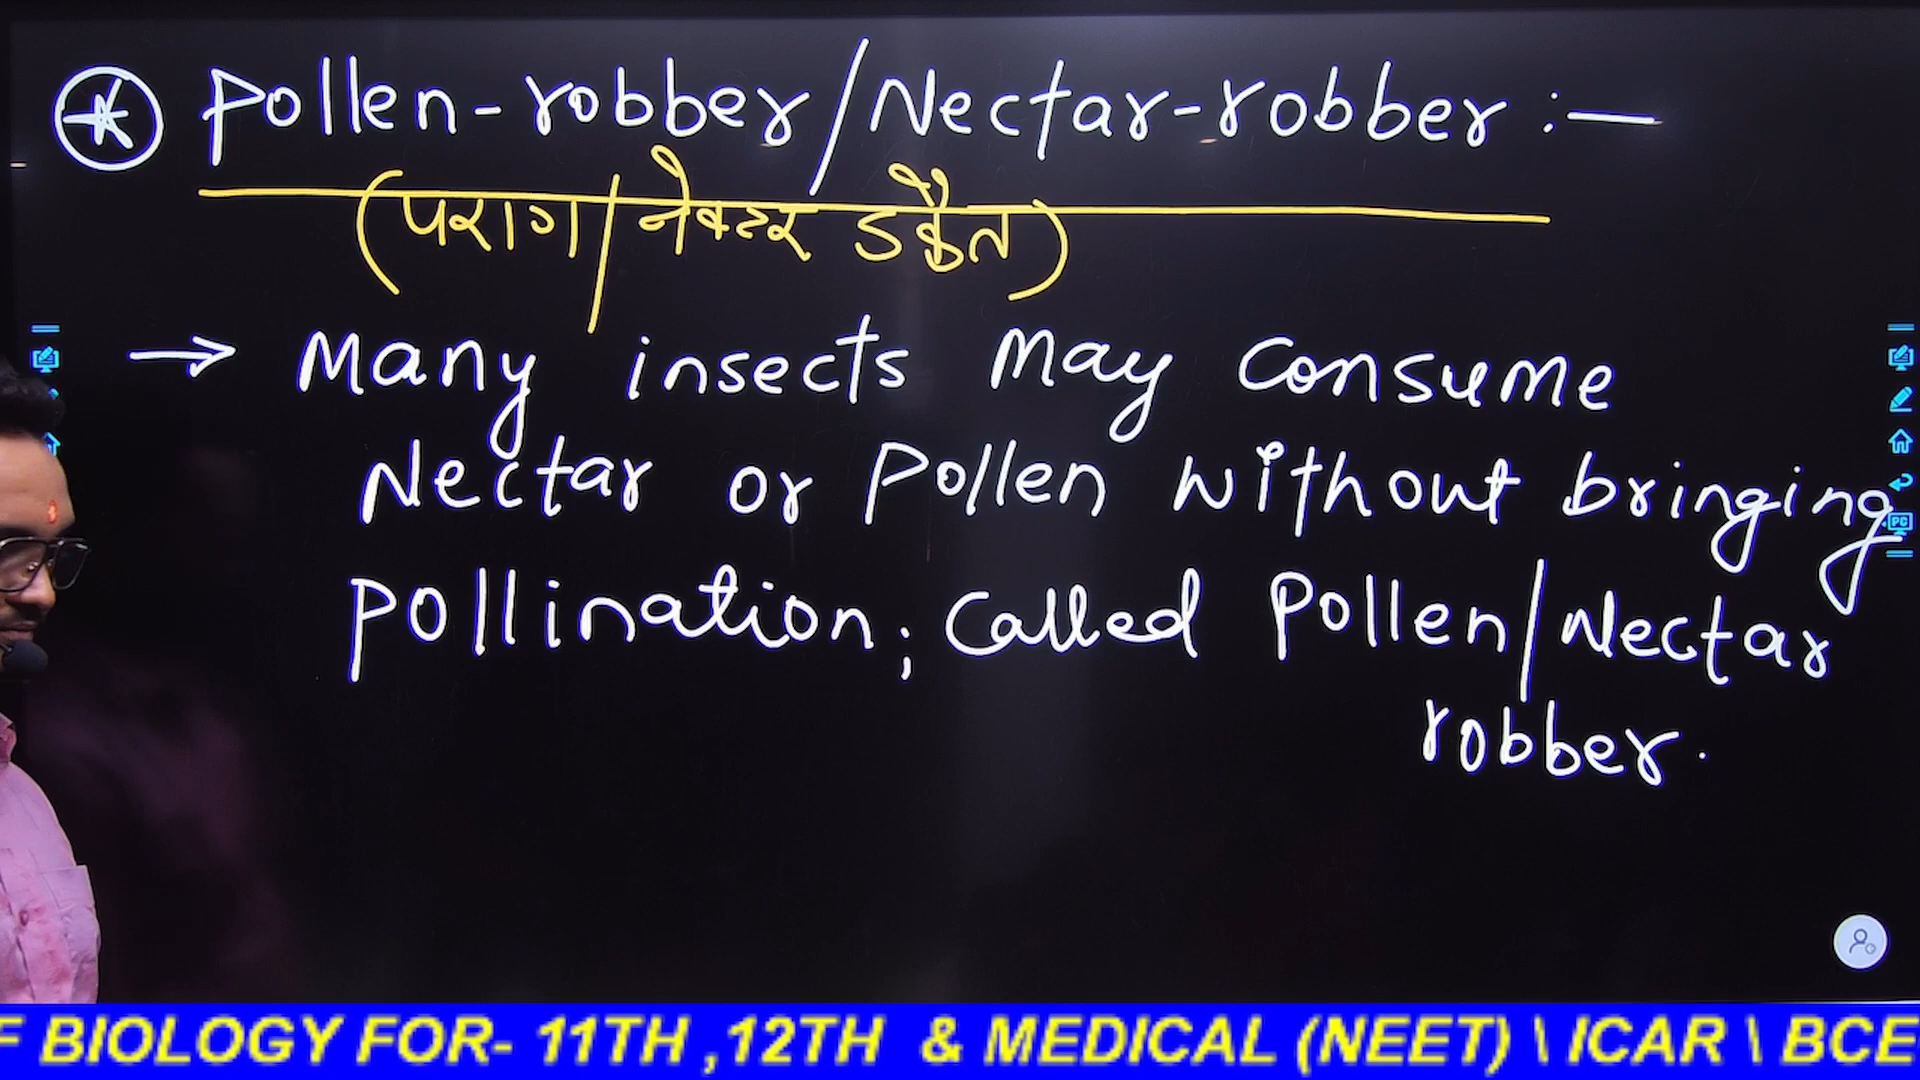 Pollen-robber/Nectar-robber:—
(पराग/नेक्टर डकैत)
→ Many insects may consume
Nectar or pollen without bringing
pollination; called pollen/Nectar
robber.
F BIOLOGY FOR- 11TH ,12TH & MEDICAL (NEET) \ ICAR \ BCE